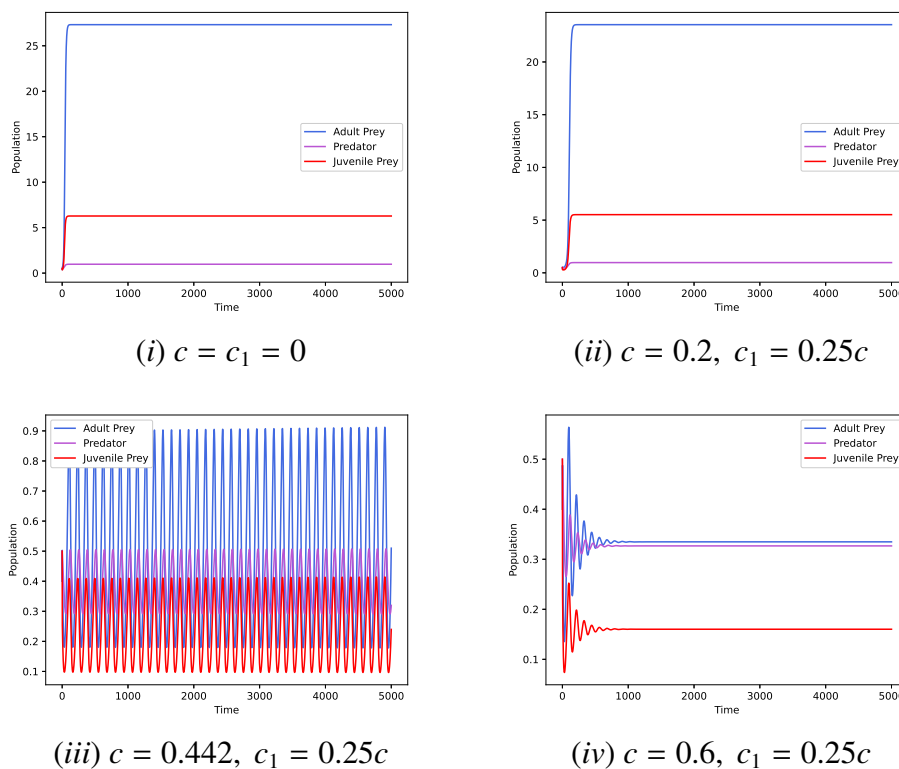 25
20
15
10
5
0
Population
Adult Prey
Predator
Juvenile Prey
0 1000 2000 3000 4000 5000
Time
(i) c = c₁ = 0
20
15
10
5
0
Population
Adult Prey
Predator
Juvenile Prey
0 1000 2000 3000 4000 5000
Time
(ii) c = 0.2, c₁ = 0.25c
0.9
0.8
0.7
0.6
0.5
0.4
0.3
0.2
0.1
Population
Adult Prey
Predator
Juvenile Prey
0 1000 2000 3000 4000 5000
Time
(iii) c = 0.442, c₁ = 0.25c
0.5
0.4
0.3
0.2
0.1
Population
Adult Prey
Predator
Juvenile Prey
0 1000 2000 3000 4000 5000
Time
(iv) c = 0.6, c₁ = 0.25c